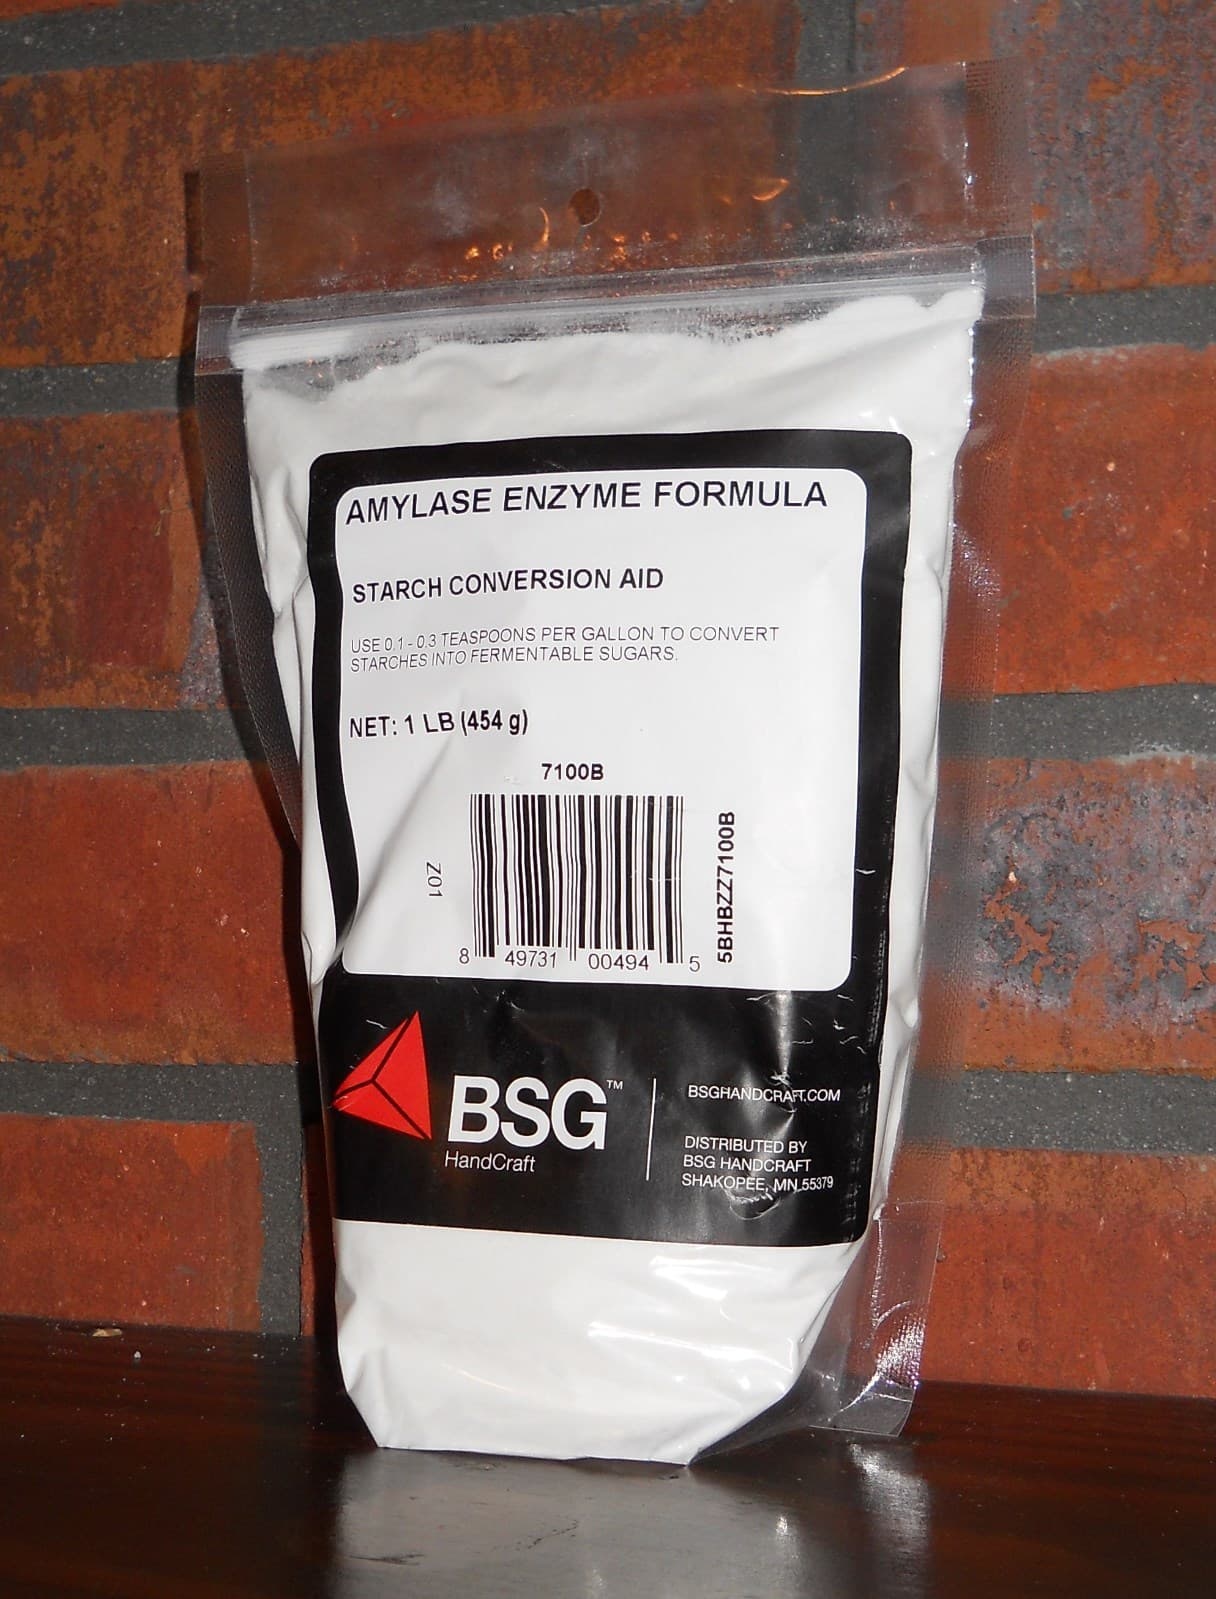 AMYLASE ENZYME FORMULA
STARCH CONVERSION AID
USE 0.1 - 0.3 TEASPOONS PER GALLON TO CONVERT
STARCHES INTO FERMENTABLE SUGARS.
NET: 1 LB (454 g)
7100B
Z01
5BHBZZ7100B
8 49731 00494 5
BSG™
HandCraft
BSGHANDCRAFT.COM
DISTRIBUTED BY
BSG HANDCRAFT
SHAKOPEE, MN 55379